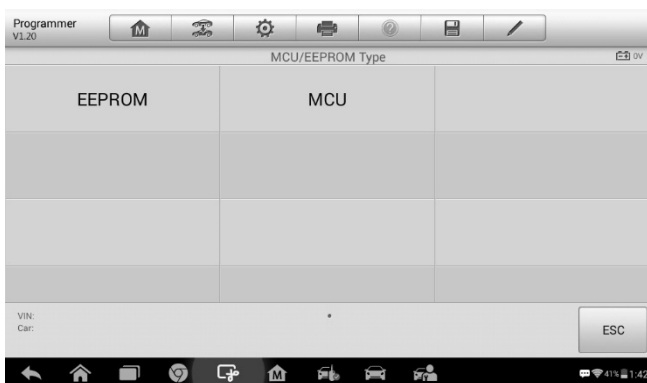 Programmer
V1.20
M
?
MCU/EEPROM Type
0V
EEPROM
MCU
VIN:
Car:
ESC
M
41% 1:42